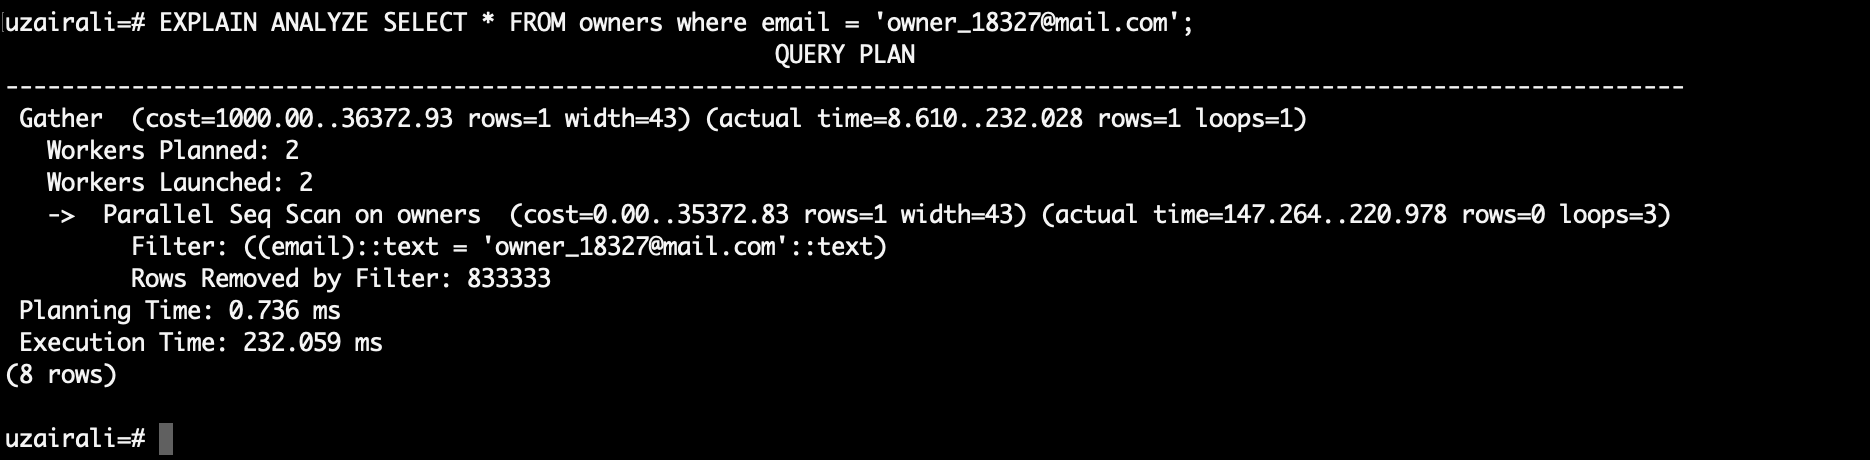 uzairali=# EXPLAIN ANALYZE SELECT * FROM owners where email = 'owner_18327@mail.com';
QUERY PLAN
------------------------------------------------------------------------------------------------------------------------
Gather  (cost=1000.00..36372.93 rows=1 width=43) (actual time=8.610..232.028 rows=1 loops=1)
Workers Planned: 2
Workers Launched: 2
->  Parallel Seq Scan on owners  (cost=0.00..35372.83 rows=1 width=43) (actual time=147.264..220.978 rows=0 loops=3)
Filter: ((email)::text = 'owner_18327@mail.com'::text)
Rows Removed by Filter: 833333
Planning Time: 0.736 ms
Execution Time: 232.059 ms
(8 rows)
uzairali=#